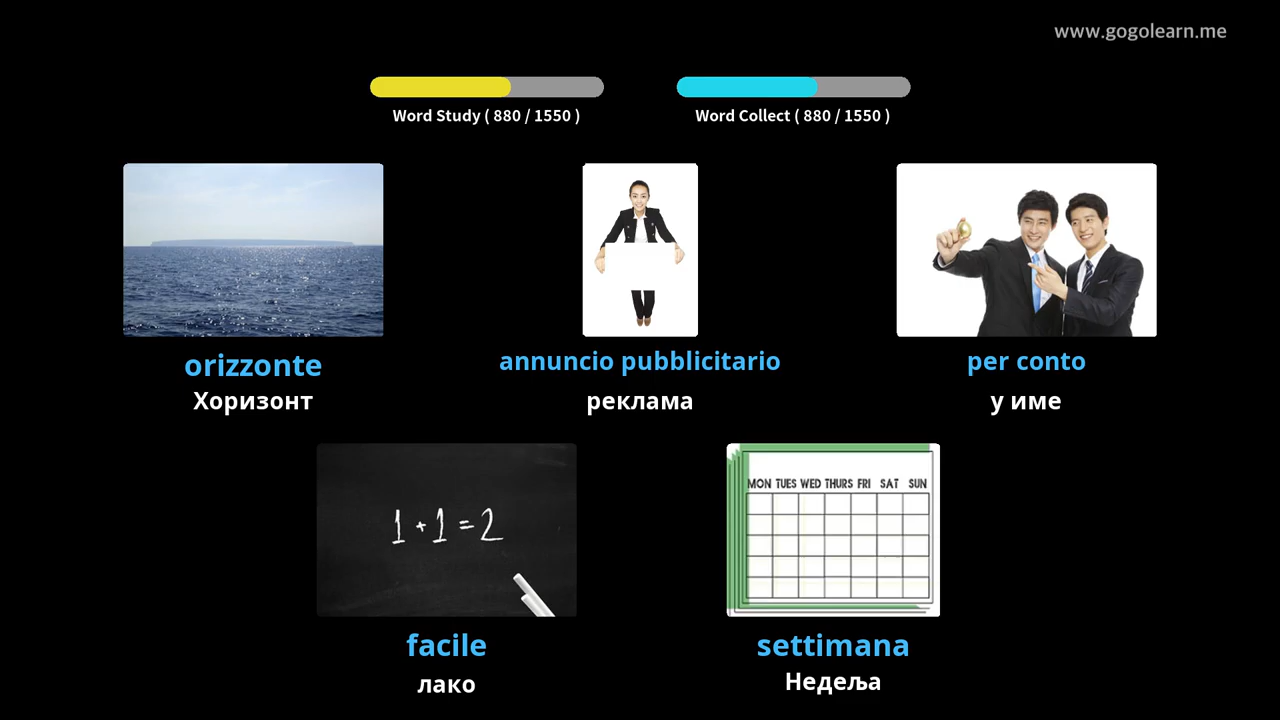 www.gogolearn.me
Word Study ( 880 / 1550 )
Word Collect ( 880 / 1550 )
orizzonte
Хоризонт
annuncio pubblicitario
реклама
per conto
у име
1 + 1 = 2
facile
лако
MON TUES WED THURS FRI SAT SUN
settimana
Недеља